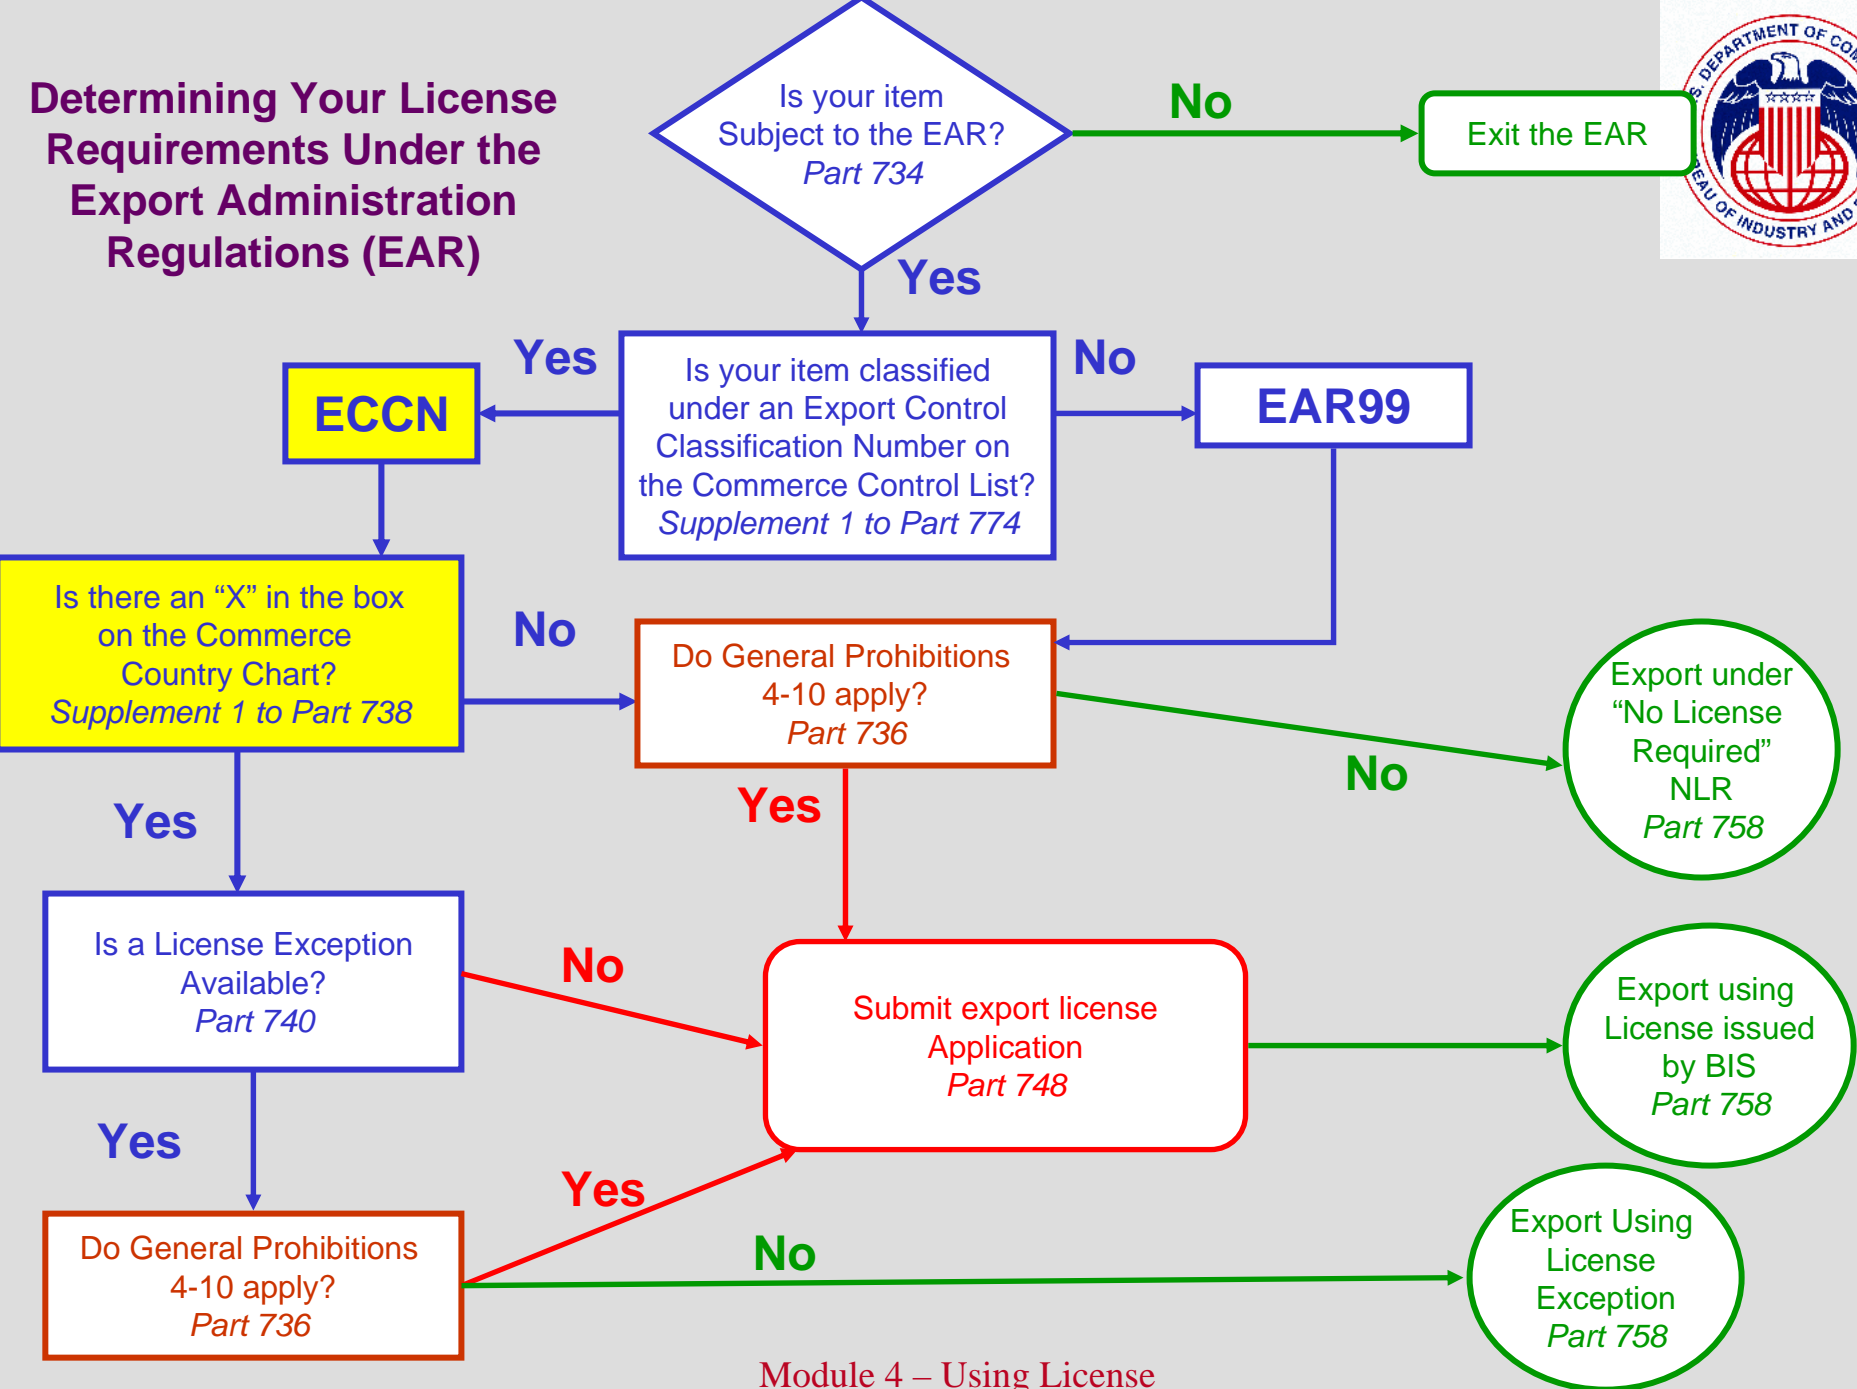 Determining Your License
Requirements Under the
Export Administration
Regulations (EAR)
Is your item
Subject to the EAR?
Part 734
No
Exit the EAR
Yes
Yes
Is your item classified
under an Export Control
Classification Number on
the Commerce Control List?
Supplement 1 to Part 774
No
ECCN
EAR99
Is there an “X” in the box
on the Commerce
Country Chart?
Supplement 1 to Part 738
No
Do General Prohibitions
4-10 apply?
Part 736
No
Export under
“No License
Required”
NLR
Part 758
Yes
Yes
Is a License Exception
Available?
Part 740
No
Submit export license
Application
Part 748
Export using
License issued
by BIS
Part 758
Yes
Do General Prohibitions
4-10 apply?
Part 736
Yes
No
Export Using
License
Exception
Part 758
Module 4 – Using License
DEPARTMENT OF
OF INDUSTRY AND